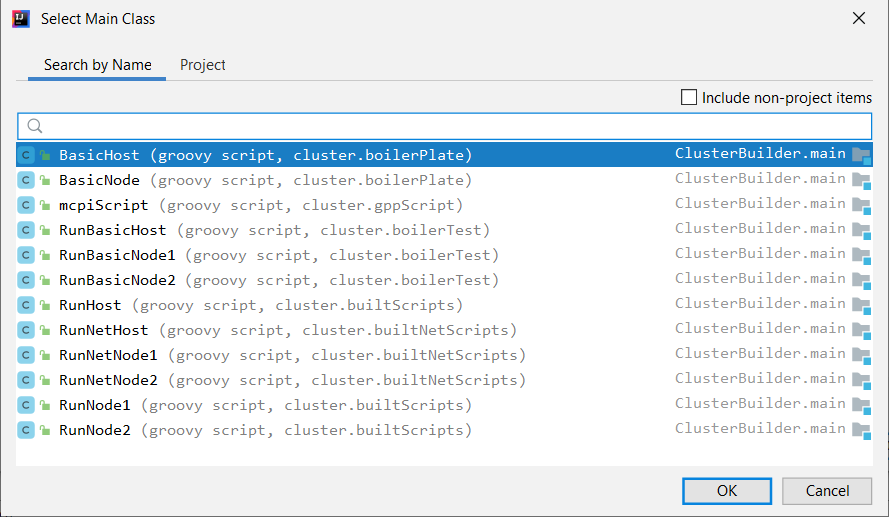 Select Main Class
Search by Name Project
Include non-project items
BasicHost (groovy script, cluster.boilerPlate) ClusterBuilder.main
BasicNode (groovy script, cluster.boilerPlate) ClusterBuilder.main
mcpiScript (groovy script, cluster.gppScript) ClusterBuilder.main
RunBasicHost (groovy script, cluster.boilerTest) ClusterBuilder.main
RunBasicNode1 (groovy script, cluster.boilerTest) ClusterBuilder.main
RunBasicNode2 (groovy script, cluster.boilerTest) ClusterBuilder.main
RunHost (groovy script, cluster.builtScripts) ClusterBuilder.main
RunNetHost (groovy script, cluster.builtNetScripts) ClusterBuilder.main
RunNetNode1 (groovy script, cluster.builtNetScripts) ClusterBuilder.main
RunNetNode2 (groovy script, cluster.builtNetScripts) ClusterBuilder.main
RunNode1 (groovy script, cluster.builtScripts) ClusterBuilder.main
RunNode2 (groovy script, cluster.builtScripts) ClusterBuilder.main
OK Cancel